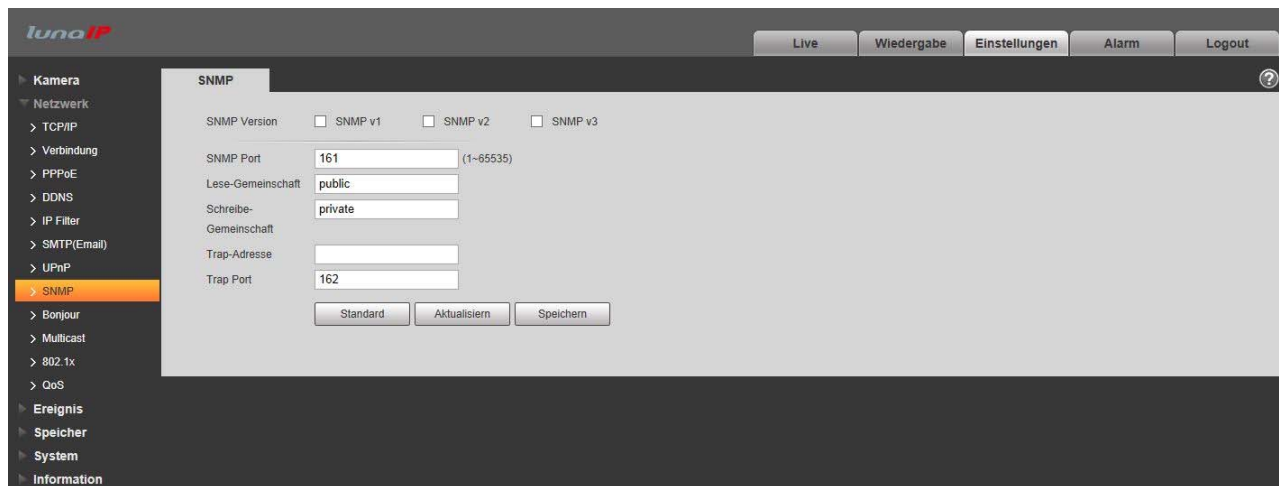 lunaIP
Live Wiedergabe Einstellungen Alarm Logout
Kamera
Netzwerk
> TCP/IP
> Verbindung
> PPPoE
> DDNS
> IP Filter
> SMTP(Email)
> UPnP
> SNMP
> Bonjour
> Multicast
> 802.1x
> QoS
Ereignis
Speicher
System
Information
SNMP
?
SNMP Version SNMP v1 SNMP v2 SNMP v3
SNMP Port 161 (1~65535)
Lese-Gemeinschaft public
Schreibe-
Gemeinschaft private
Trap-Adresse
Trap Port 162
Standard Aktualisiern Speichern